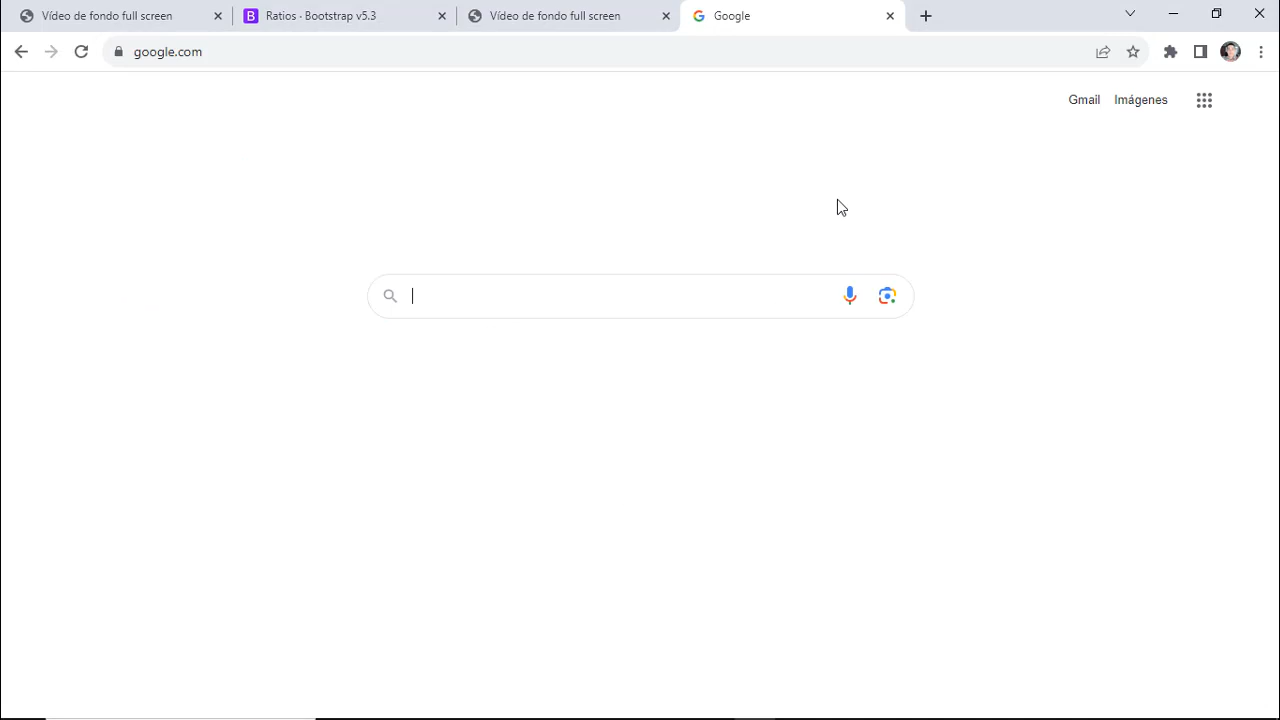 Vídeo de fondo full screen
Ratios · Bootstrap v5.3
Vídeo de fondo full screen
Google
google.com
Gmail
Imágenes